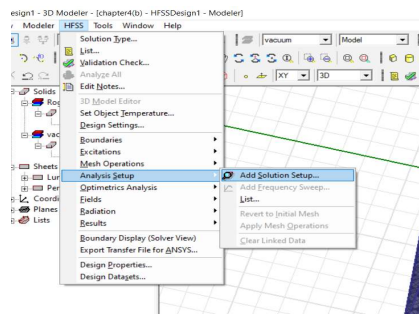 esign1 - 3D Modeler - [chapter4(b) - HFSSDesign1 - Modeler]
Modeler HFSS Tools Window Help
Solution Type...
List...
Validation Check...
Analyze All
Edit Notes...
3D Model Editor
Set Object Temperature...
Design Settings...
Boundaries
Excitations
Mesh Operations
Analysis Setup
Optimetrics Analysis
Fields
Radiation
Results
Boundary Display (Solver View)
Export Transfer File for ANSYS...
Design Properties...
Design Datasets...
Add Solution Setup...
Add Frequency Sweep...
List...
Revert to Initial Mesh
Apply Mesh Operations
Clear Linked Data
vacuum
Model
XY
3D
Solids
Rog
vac
Sheets
Lur
Per
Coordi
Planes
Lists